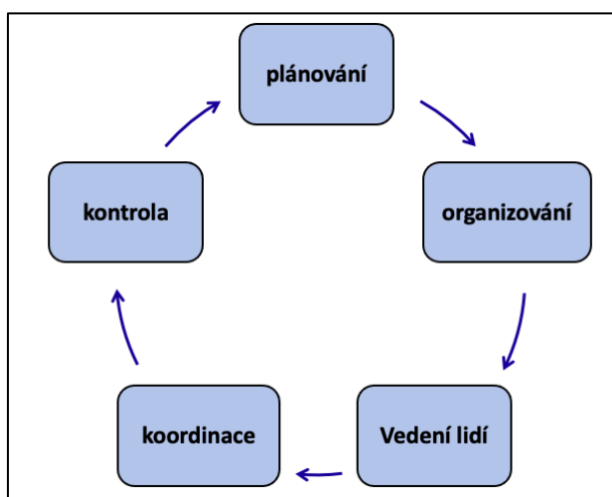 plánování
organizování
Vedení lidí
koordinace
kontrola